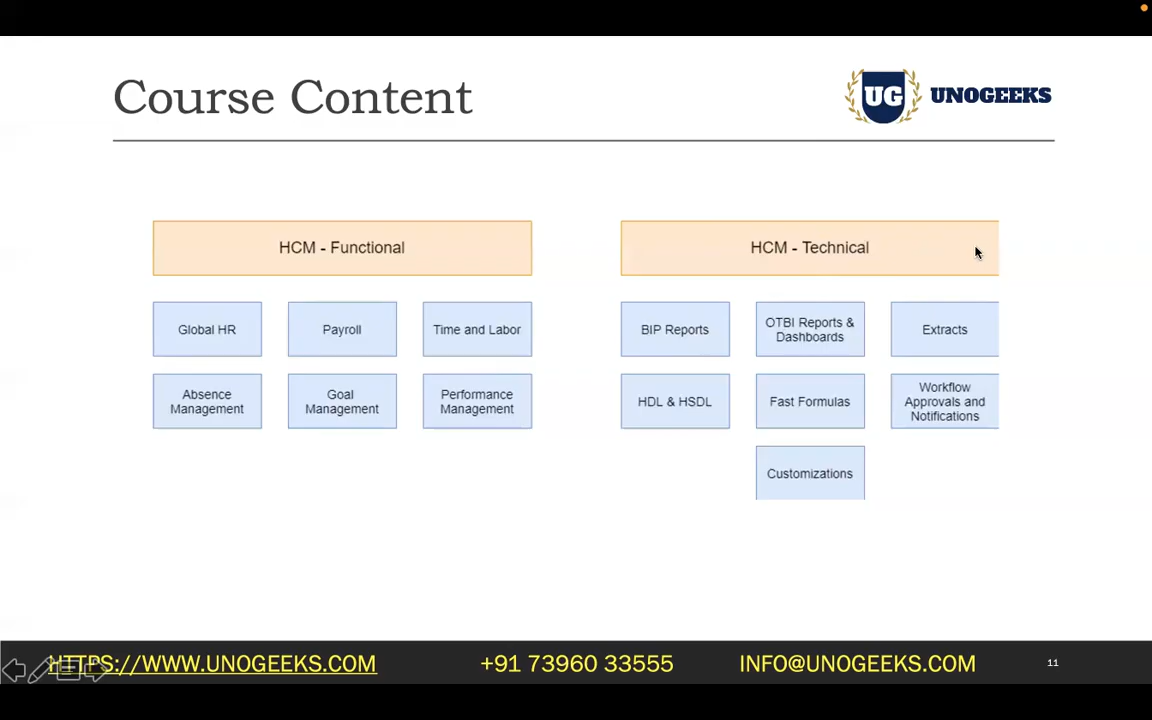 Course Content
UG UNOGEEKS
HCM - Functional
HCM - Technical
Global HR
Payroll
Time and Labor
BIP Reports
OTBI Reports &
Dashboards
Extracts
Absence
Management
Goal
Management
Performance
Management
HDL & HSDL
Fast Formulas
Workflow
Approvals and
Notifications
Customizations
HTTPS://WWW.UNOGEEKS.COM
+91 73960 33555
INFO@UNOGEEKS.COM
11